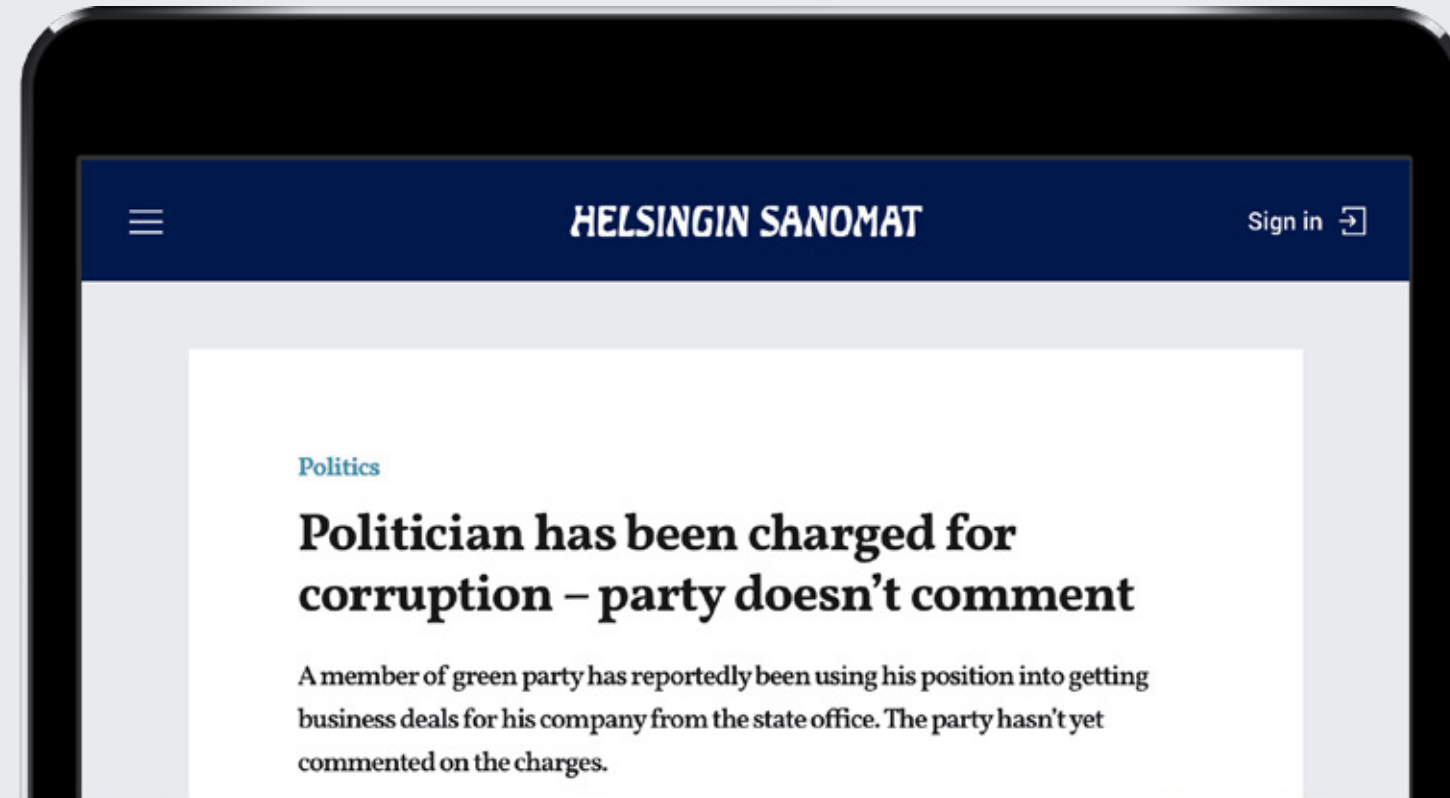 HELSINGIN SANOMAT
Sign in
Politics
Politician has been charged for
corruption – party doesn’t comment
A member of green party has reportedly been using his position into getting
business deals for his company from the state office. The party hasn’t yet
commented on the charges.